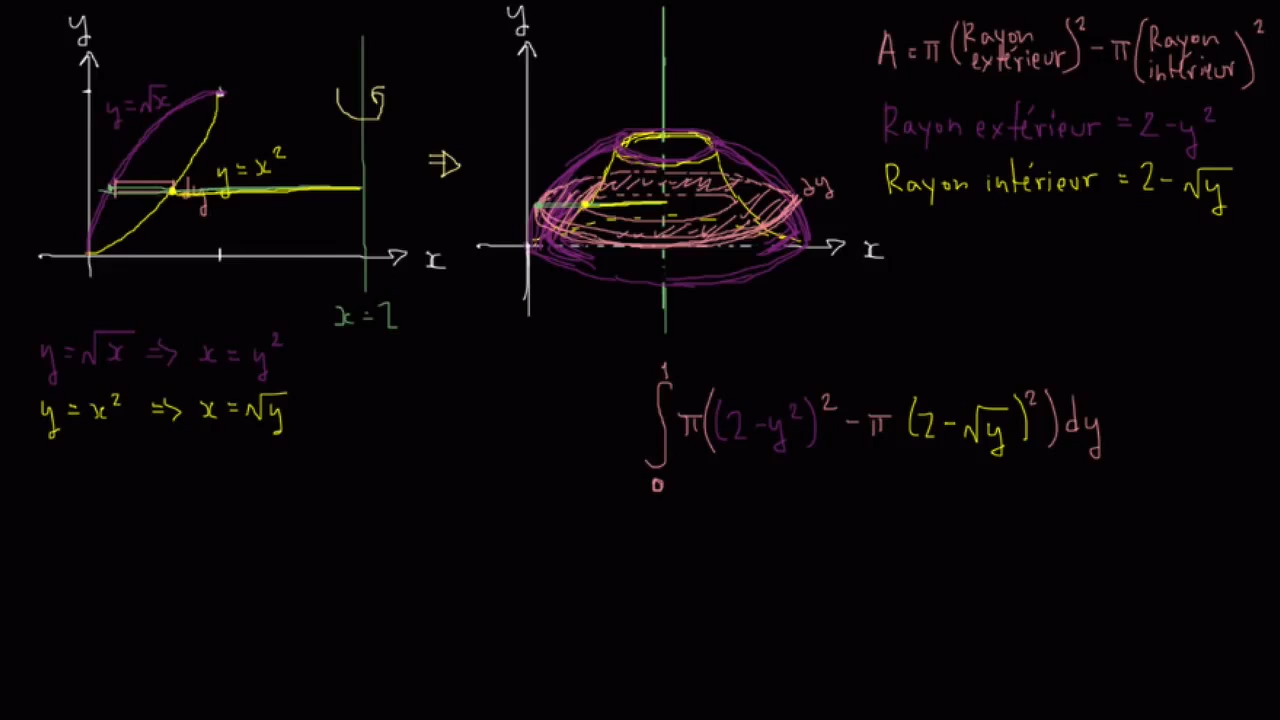 y
y = √x
y = x²
dy
x
x = 2
y
dy
x
A = π (Rayon extérieur)² - π (Rayon intérieur)²
Rayon extérieur = 2 - y²
Rayon intérieur = 2 - √y
y = √x => x = y²
y = x² => x = √y
∫₀¹ π((2 - y²)² - π (2 - √y)²) dy